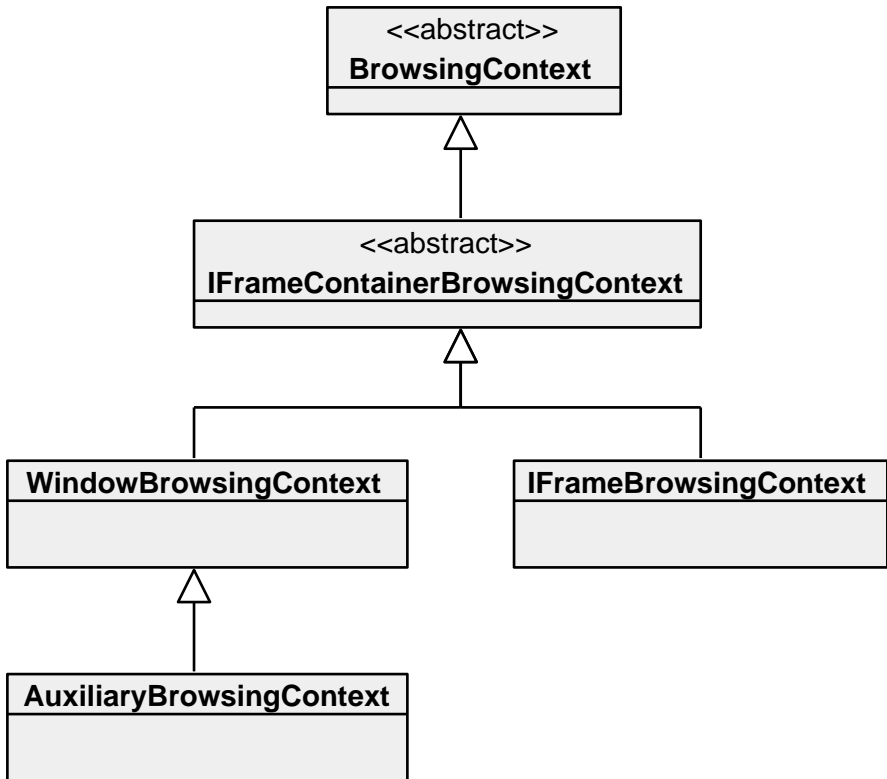 <<abstract>>
BrowsingContext
<<abstract>>
IFrameContainerBrowsingContext
WindowBrowsingContext
IFrameBrowsingContext
AuxiliaryBrowsingContext